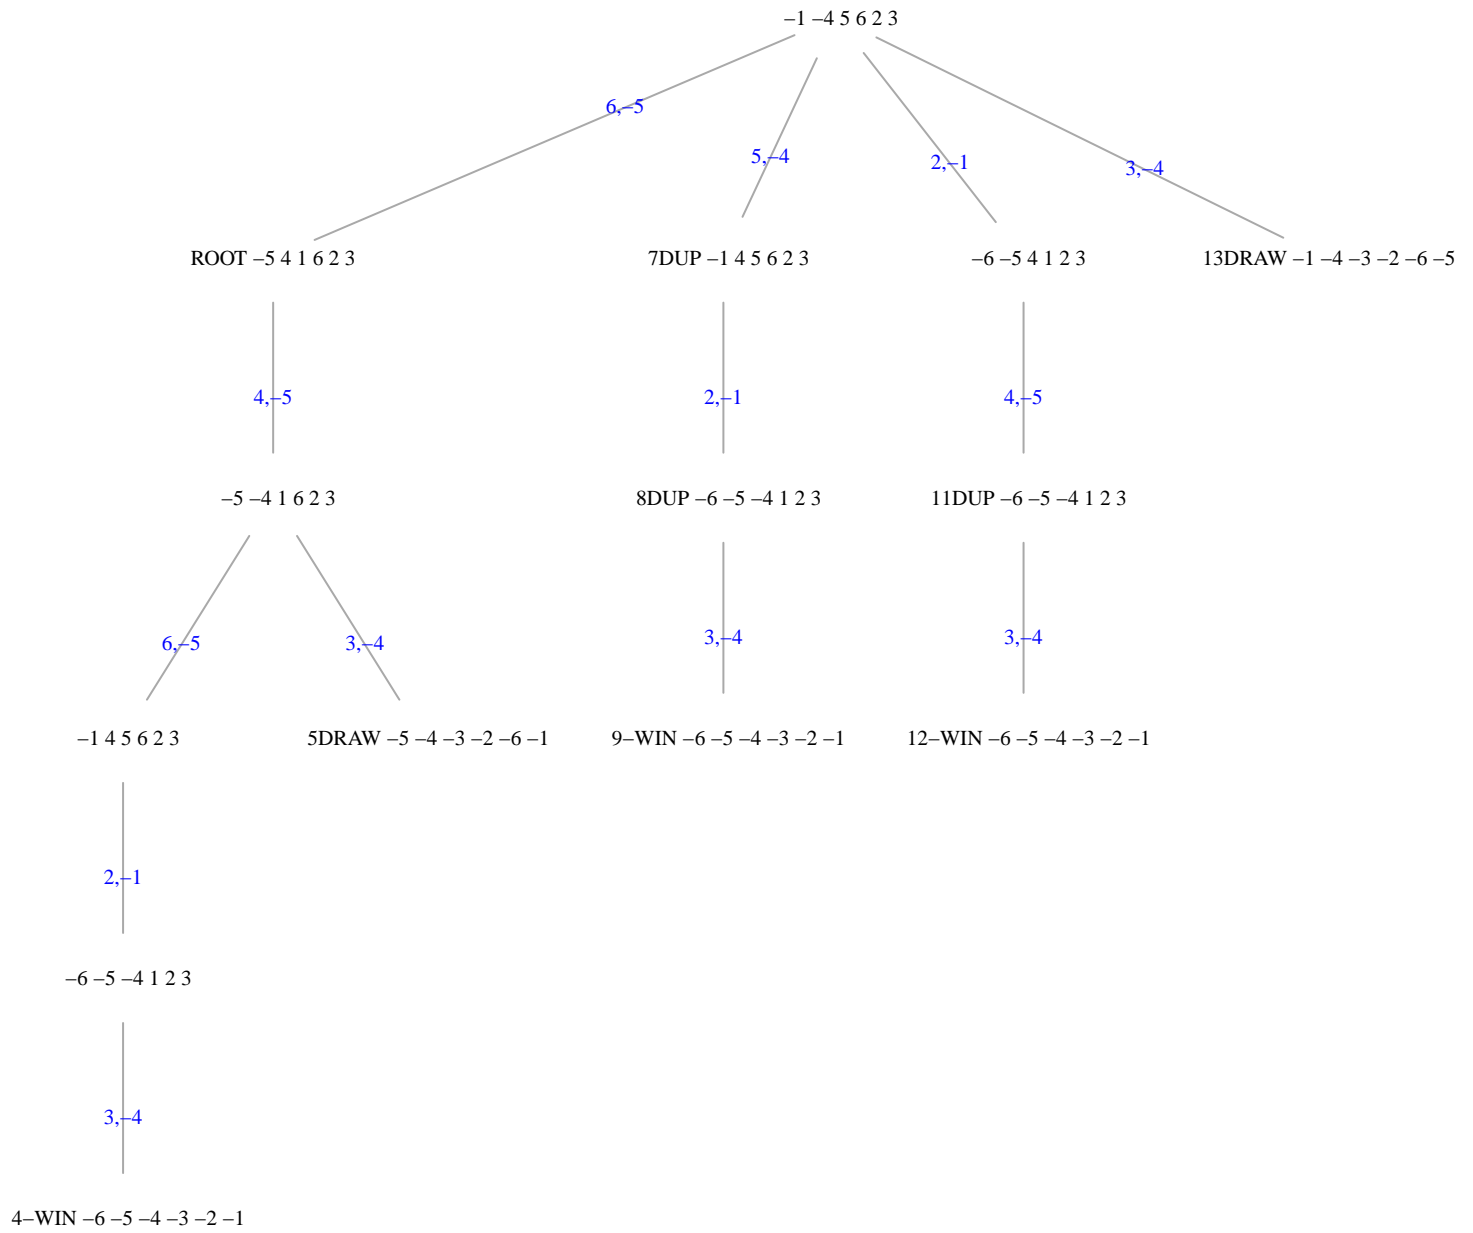 –1 –4 5 6 2 3
6,–5
5,–4
2,–1
3,–4
ROOT –5 4 1 6 2 3
7DUP –1 4 5 6 2 3
–6 –5 4 1 2 3
13DRAW –1 –4 –3 –2 –6 –5
4,–5
2,–1
4,–5
–5 –4 1 6 2 3
8DUP –6 –5 –4 1 2 3
11DUP –6 –5 –4 1 2 3
6,–5
3,–4
3,–4
3,–4
–1 4 5 6 2 3
5DRAW –5 –4 –3 –2 –6 –1
9–WIN –6 –5 –4 –3 –2 –1
12–WIN –6 –5 –4 –3 –2 –1
2,–1
–6 –5 –4 1 2 3
3,–4
4–WIN –6 –5 –4 –3 –2 –1